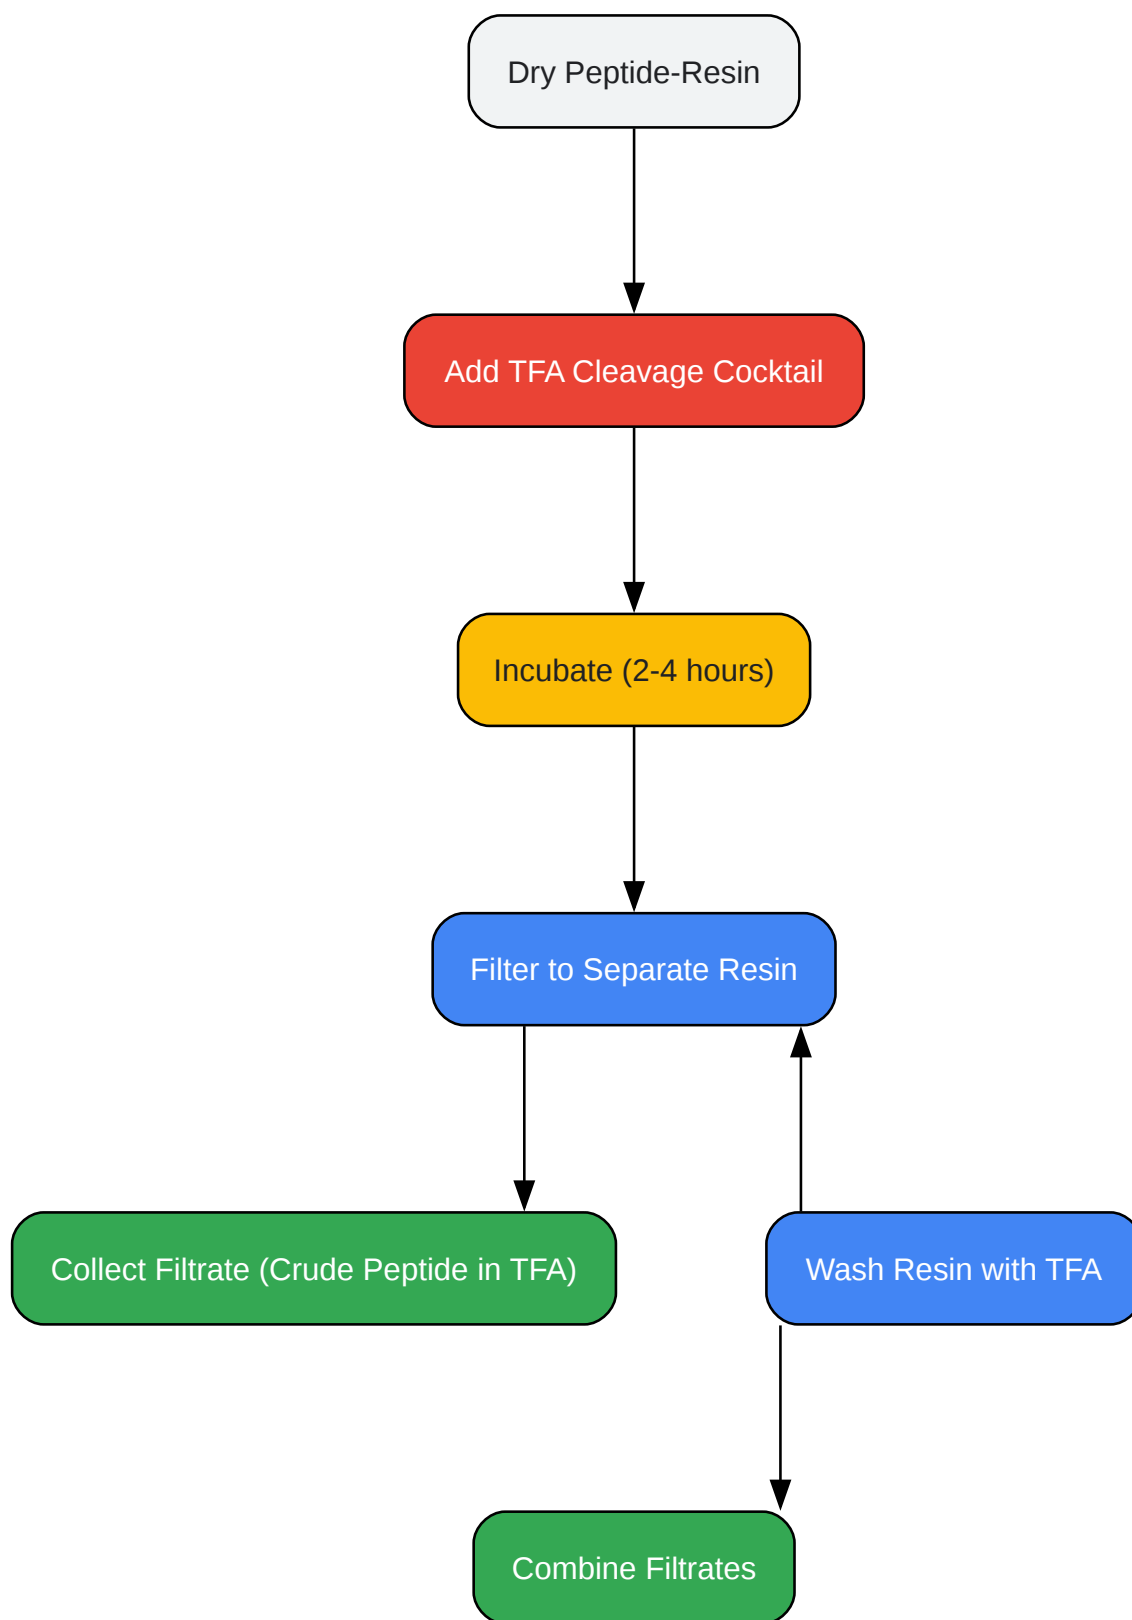 Dry Peptide-Resin
Add TFA Cleavage Cocktail
Incubate (2-4 hours)
Filter to Separate Resin
Collect Filtrate (Crude Peptide in TFA)
Wash Resin with TFA
Combine Filtrates